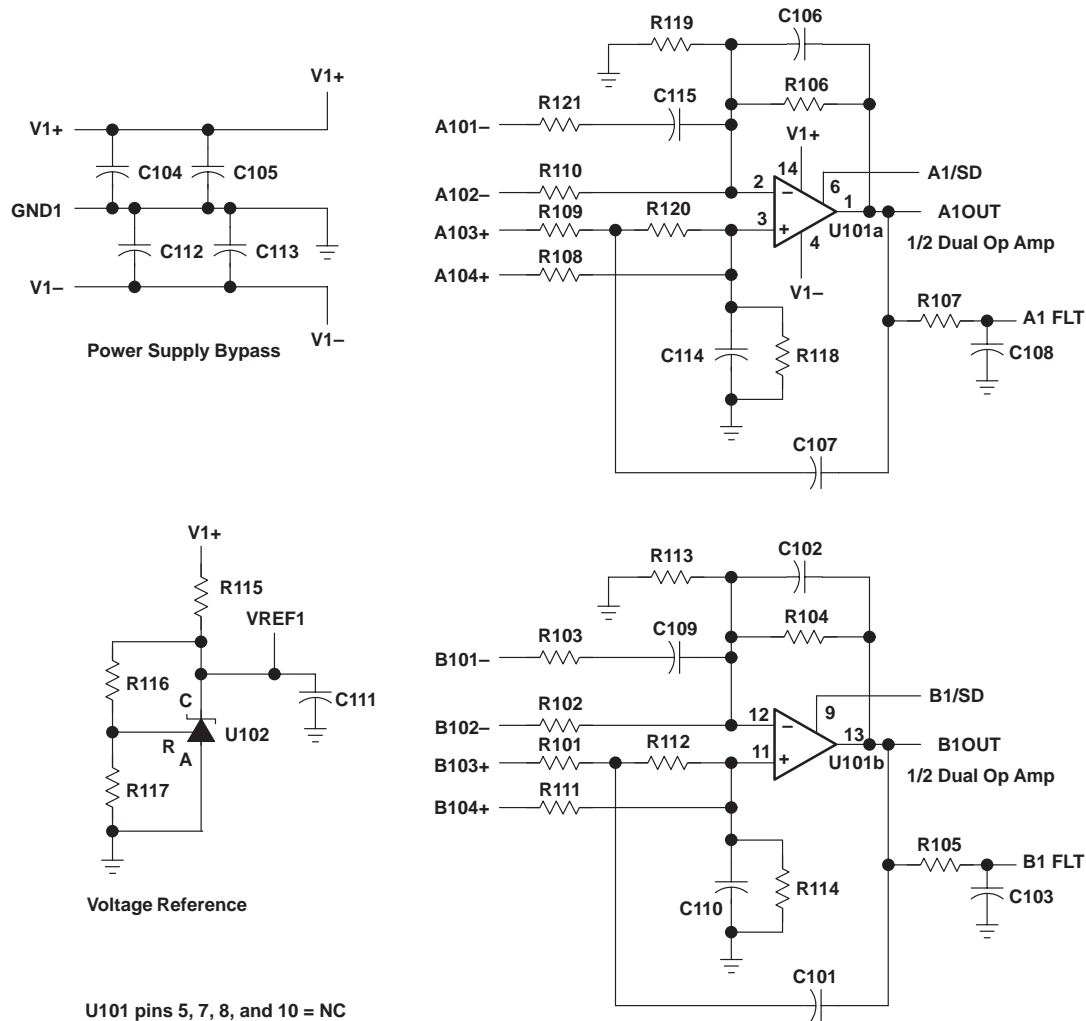 V1+
V1+
C104
C105
GND1
C112
C113
V1–
V1–
Power Supply Bypass
R119
C106
R106
R121
C115
A101–
V1+
R110
14
A102–
2
–
6
A1/SD
R109
R120
3
+
1
A103+
U101a
A1OUT
4
1/2 Dual Op Amp
R108
A104+
V1–
R107
A1 FLT
C114
R118
C108
C107
V1+
R115
VREF1
R116
C
C111
R
U102
A
R117
Voltage Reference
R113
C102
R104
R103
C109
B101–
R102
B102–
12
–
9
B1/SD
R101
R112
11
+
13
B103+
U101b
B1OUT
1/2 Dual Op Amp
R111
B104+
R105
B1 FLT
C110
R114
C103
C101
U101 pins 5, 7, 8, and 10 = NC